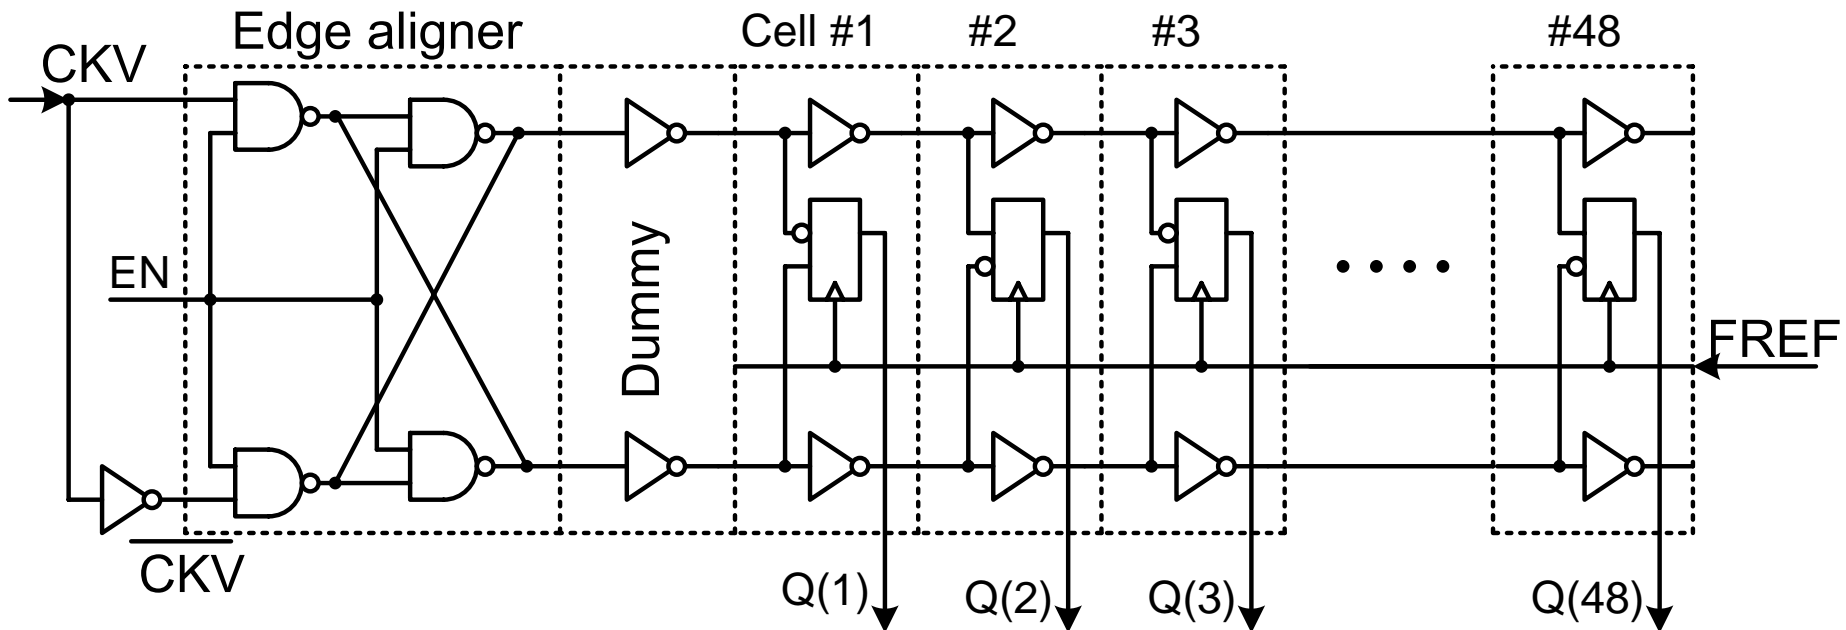 Edge aligner
Cell #1
#2
#3
#48
CKV
EN
Dummy
FREF
CKV
Q(1)
Q(2)
Q(3)
Q(48)